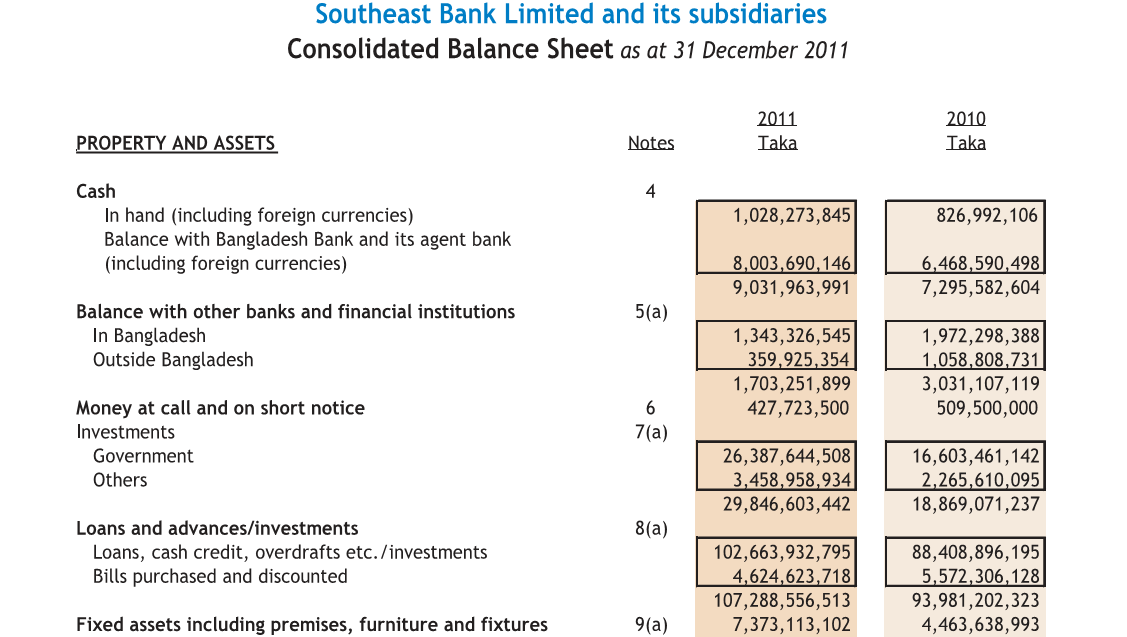 Southeast Bank Limited and its subsidiaries
Consolidated Balance Sheet as at 31 December 2011
2011 2010
PROPERTY AND ASSETS Notes Taka Taka
Cash 4
In hand (including foreign currencies) 1,028,273,845 826,992,106
Balance with Bangladesh Bank and its agent bank
(including foreign currencies) 8,003,690,146 6,468,590,498
9,031,963,991 7,295,582,604
Balance with other banks and financial institutions 5(a)
In Bangladesh 1,343,326,545 1,972,298,388
Outside Bangladesh 359,925,354 1,058,808,731
1,703,251,899 3,031,107,119
Money at call and on short notice 6 427,723,500 509,500,000
Investments 7(a)
Government 26,387,644,508 16,603,461,142
Others 3,458,958,934 2,265,610,095
29,846,603,442 18,869,071,237
Loans and advances/investments 8(a)
Loans, cash credit, overdrafts etc./investments 102,663,932,795 88,408,896,195
Bills purchased and discounted 4,624,623,718 5,572,306,128
107,288,556,513 93,981,202,323
Fixed assets including premises, furniture and fixtures 9(a) 7,373,113,102 4,463,638,993